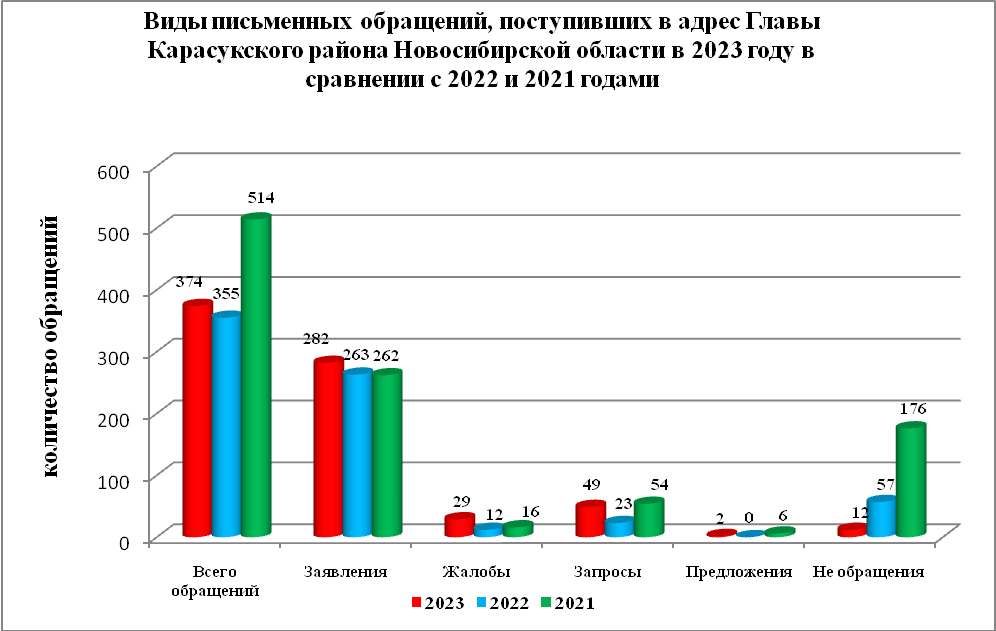 Виды письменных обращений, поступивших в адрес Главы
Карасукского района Новосибирской области в 2023 году в
сравнении с 2022 и 2021 годами
количество обращений
600
500
400
300
200
100
0
374
355
514
282
263
262
29
12
16
49
23
54
2
0
6
12
57
176
Всего
обращений
Заявления
Жалобы
Запросы
Предложения
Не обращения
2023
2022
2021